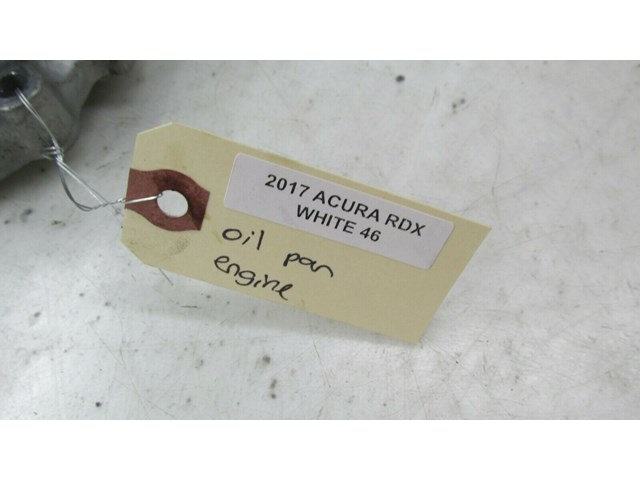 2017 ACURA RDX
WHITE 46
oil pan
engine